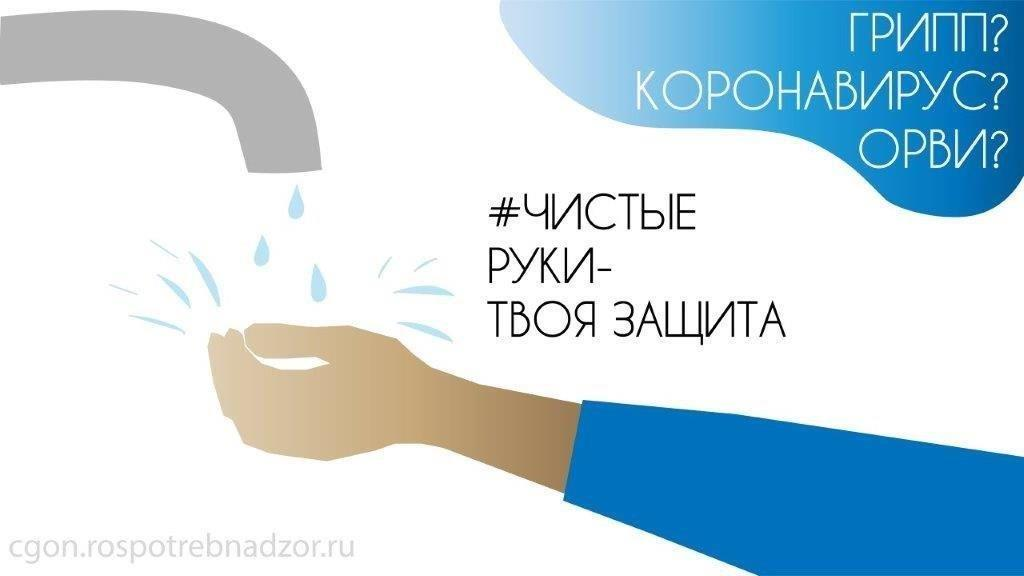 ГРИПП?
КОРОНАВИРУС?
ОРВИ?
#ЧИСТЫЕ
РУКИ-
ТВОЯ ЗАЩИТА
cgon.rospotrebnadzor.ru